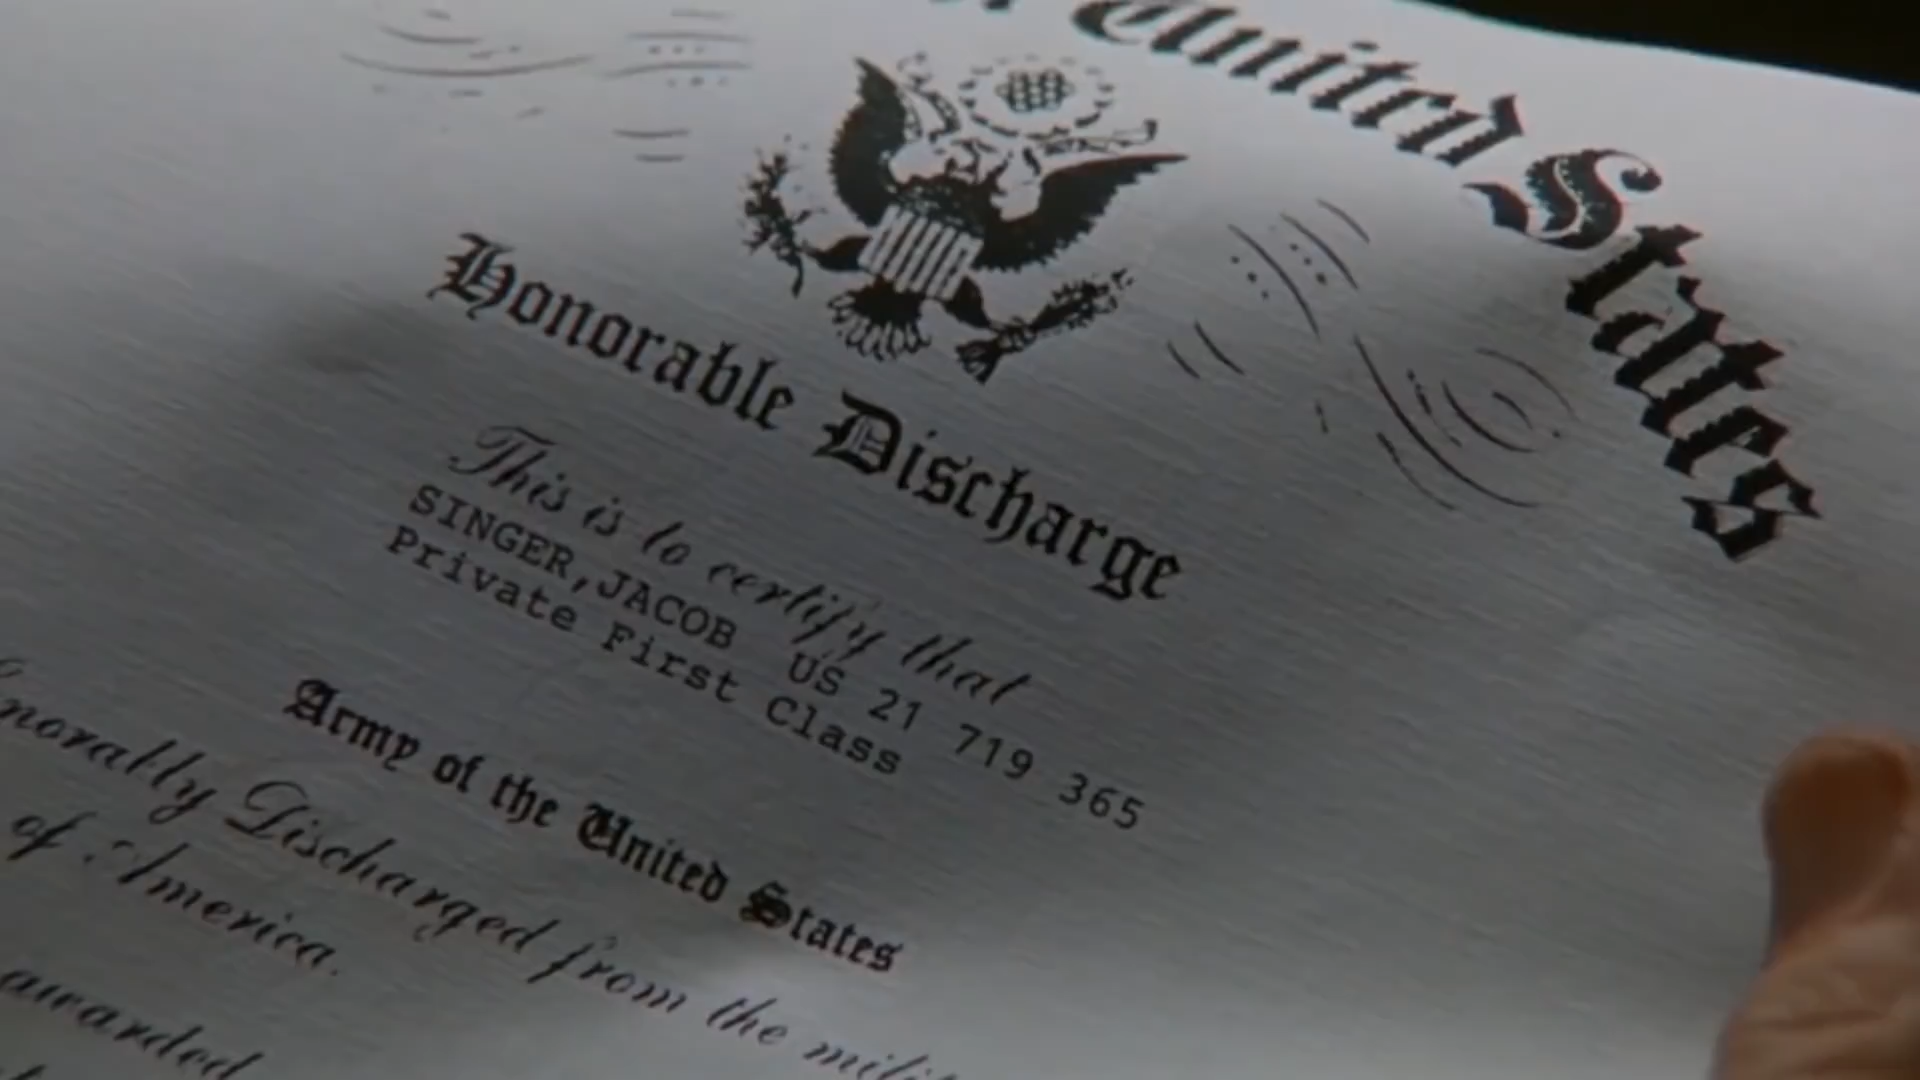 United States
Honorable Discharge
This is to certify that
SINGER, JACOB US 21 719 365
Private First Class
Army of the United States
Discharged from the
of America.
awarded